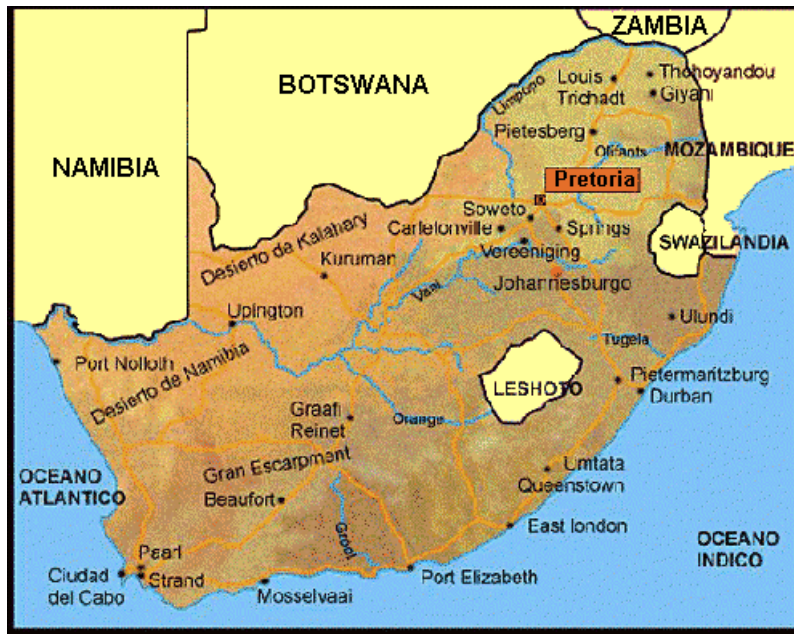 ZAMBIA
BOTSWANA
NAMIBIA
Limpopo
Louis
Trichadt
Thohoyandou
Giyani
Pietesberg
Olifants
MOZAMBIQUE
Pretoria
Soweto
Carlelonville
Springs
Vereeniging
SWAZILANDIA
Desierto de Kalahary
Kuruman
Vaal
Johannesburgo
Upington
Ulundi
Tugela
Port Nolloth
Desierto de Namibia
LESHOTO
Pietermaritzburg
Durban
Graafi
Reinet
Orange
OCEANO
ATLANTICO
Gran Escarpment
Beaufort
Umtata
Queenstown
Groot
East london
OCEANO
INDICO
Paarl
Ciudad
del Cabo
Strand
Mosselvaai
Port Elizabeth